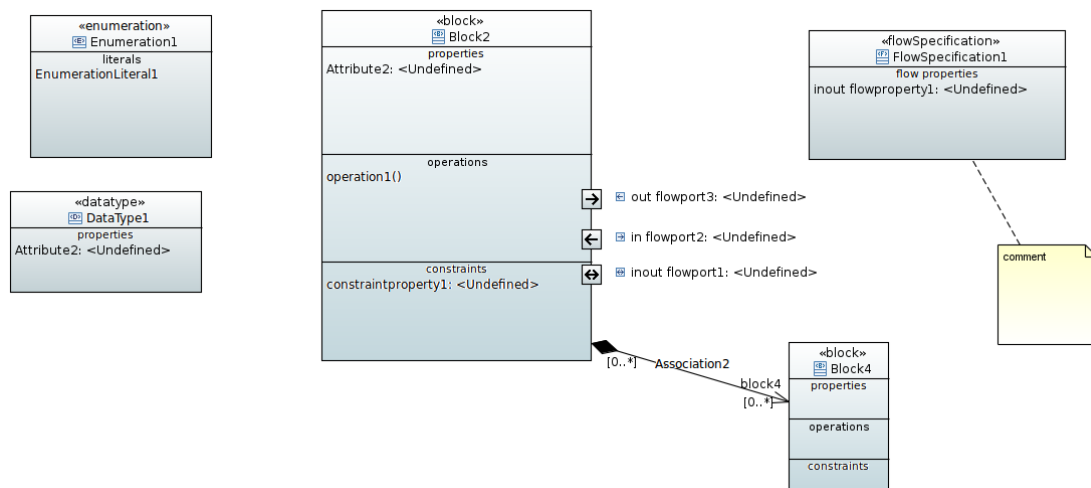 «enumeration»
Enumeration1
literals
EnumerationLiteral1
«datatype»
DataType1
properties
Attribute2: <Undefined>
«block»
Block2
properties
Attribute2: <Undefined>
operations
operation1()
constraints
constraintproperty1: <Undefined>
out flowport3: <Undefined>
in flowport2: <Undefined>
inout flowport1: <Undefined>
«flowSpecification»
FlowSpecification1
flow properties
inout flowproperty1: <Undefined>
comment
[0..*]
Association2
block4
[0..*]
«block»
Block4
properties
operations
constraints